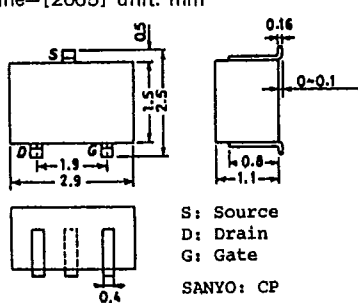 ine-[2065] unit: mm
0.5
S
1.5
2.5
D
G
1.9
2.9
0.16
0~0.1
0.8
1.1
0.4
S: Source
D: Drain
G: Gate
SANYO: CP